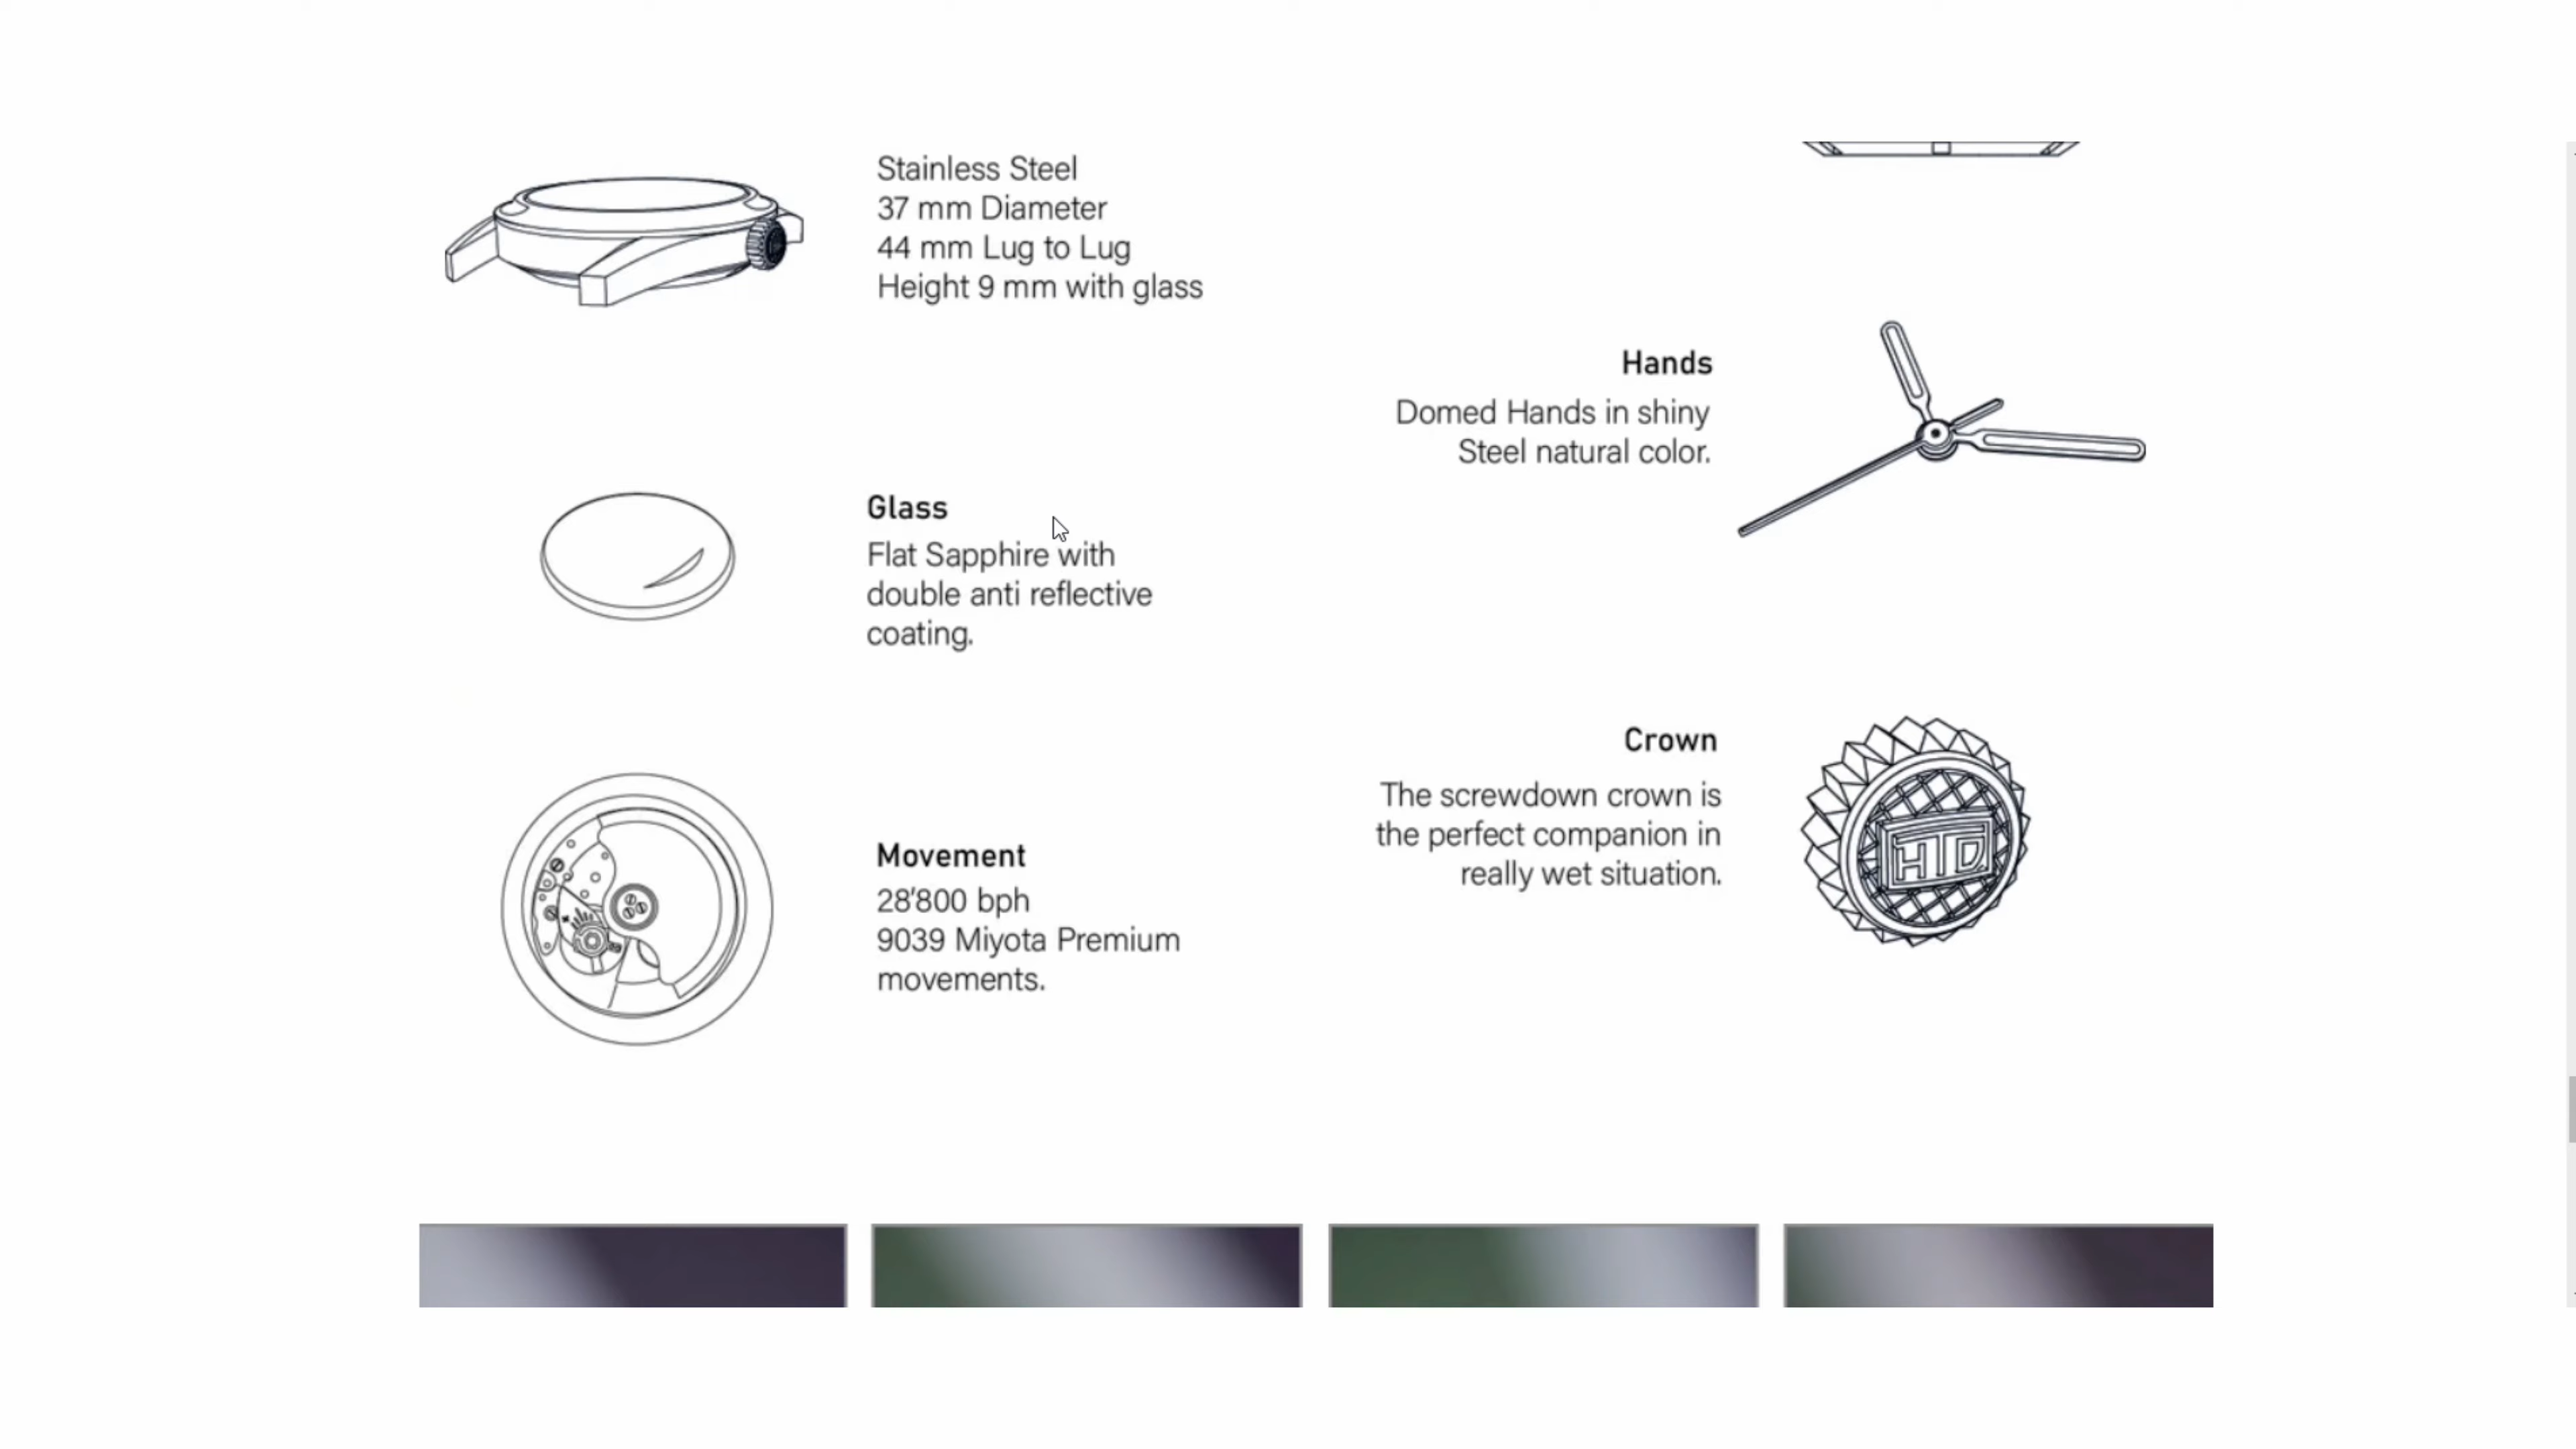 Stainless Steel
37 mm Diameter
44 mm Lug to Lug
Height 9 mm with glass
Glass
Flat Sapphire with
double anti reflective
coating.
Movement
28'800 bph
9039 Miyota Premium
movements.
Hands
Domed Hands in shiny
Steel natural color.
Crown
The screwdown crown is
the perfect companion in
really wet situation.
HTD